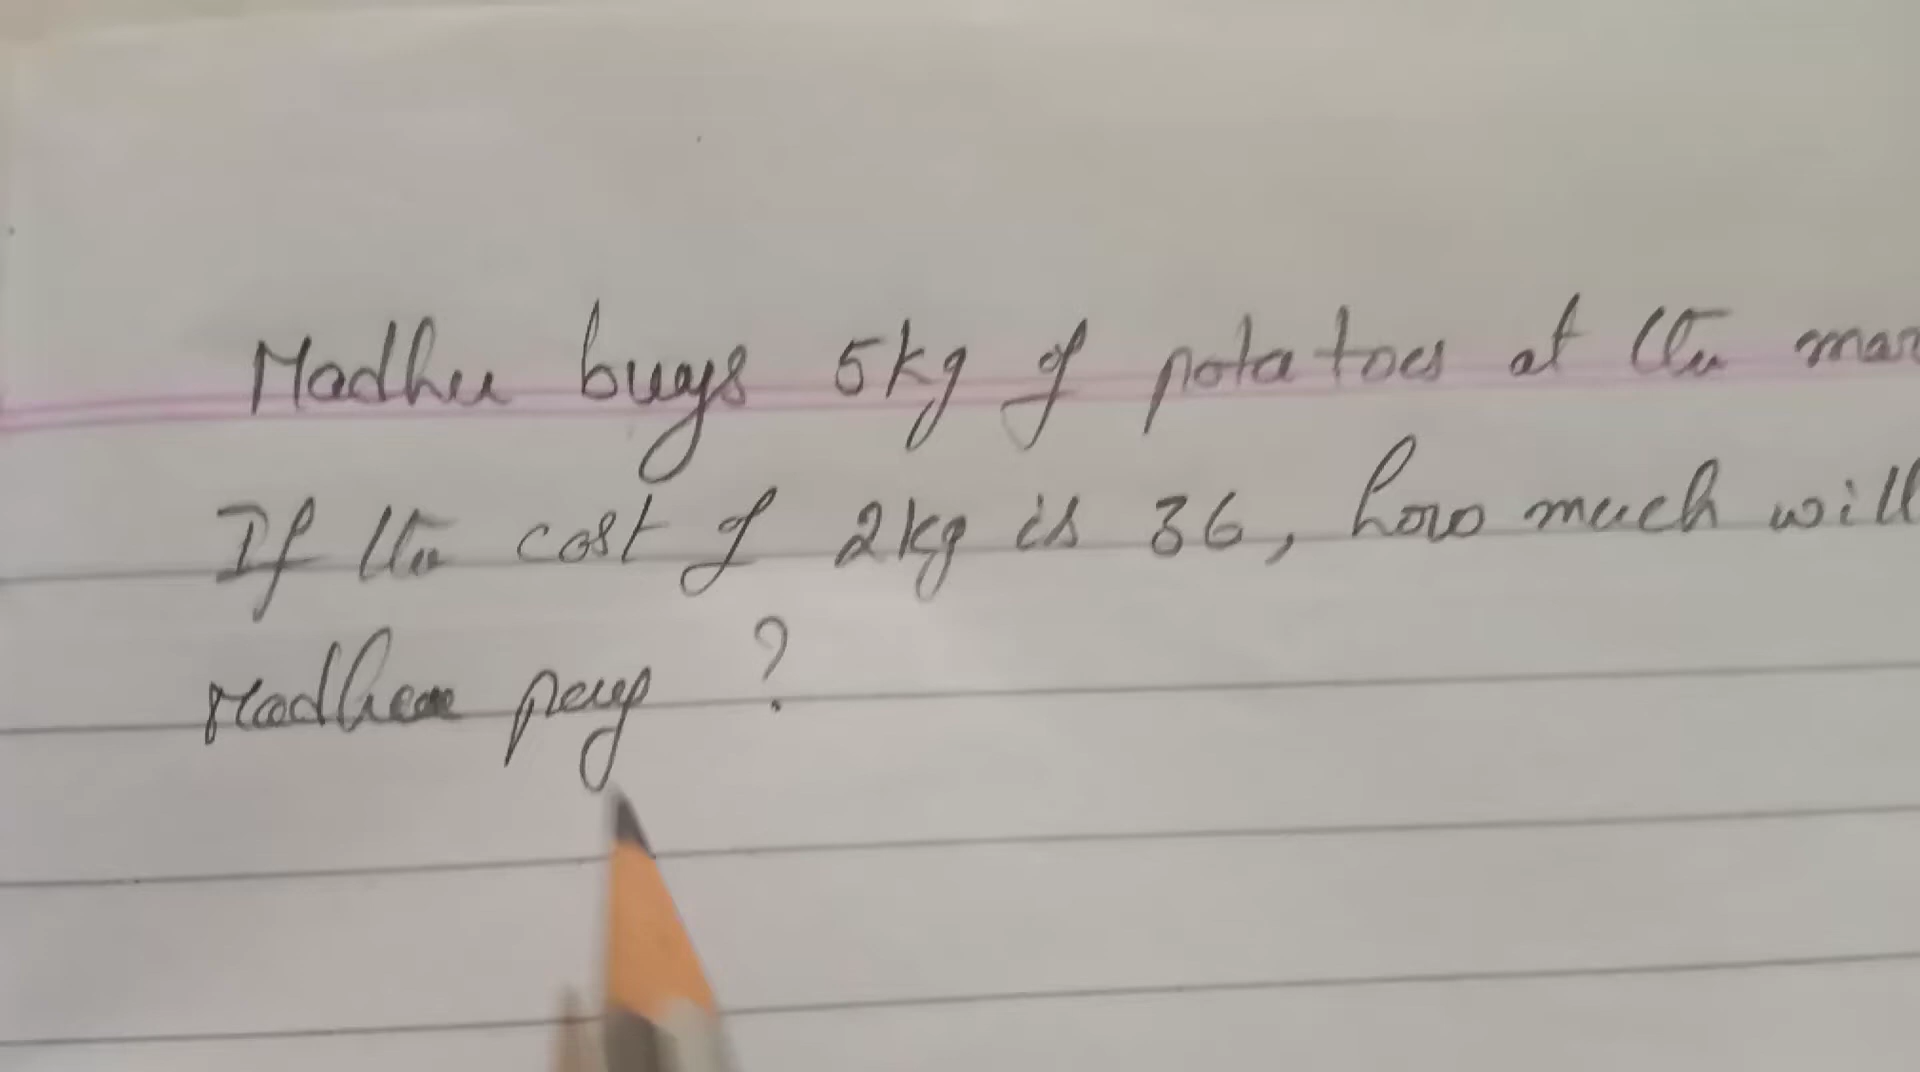 Madhu buys 5kg of potatoes at the mar
If the cost of 2kg is 36, how much will
Madhu pay ?